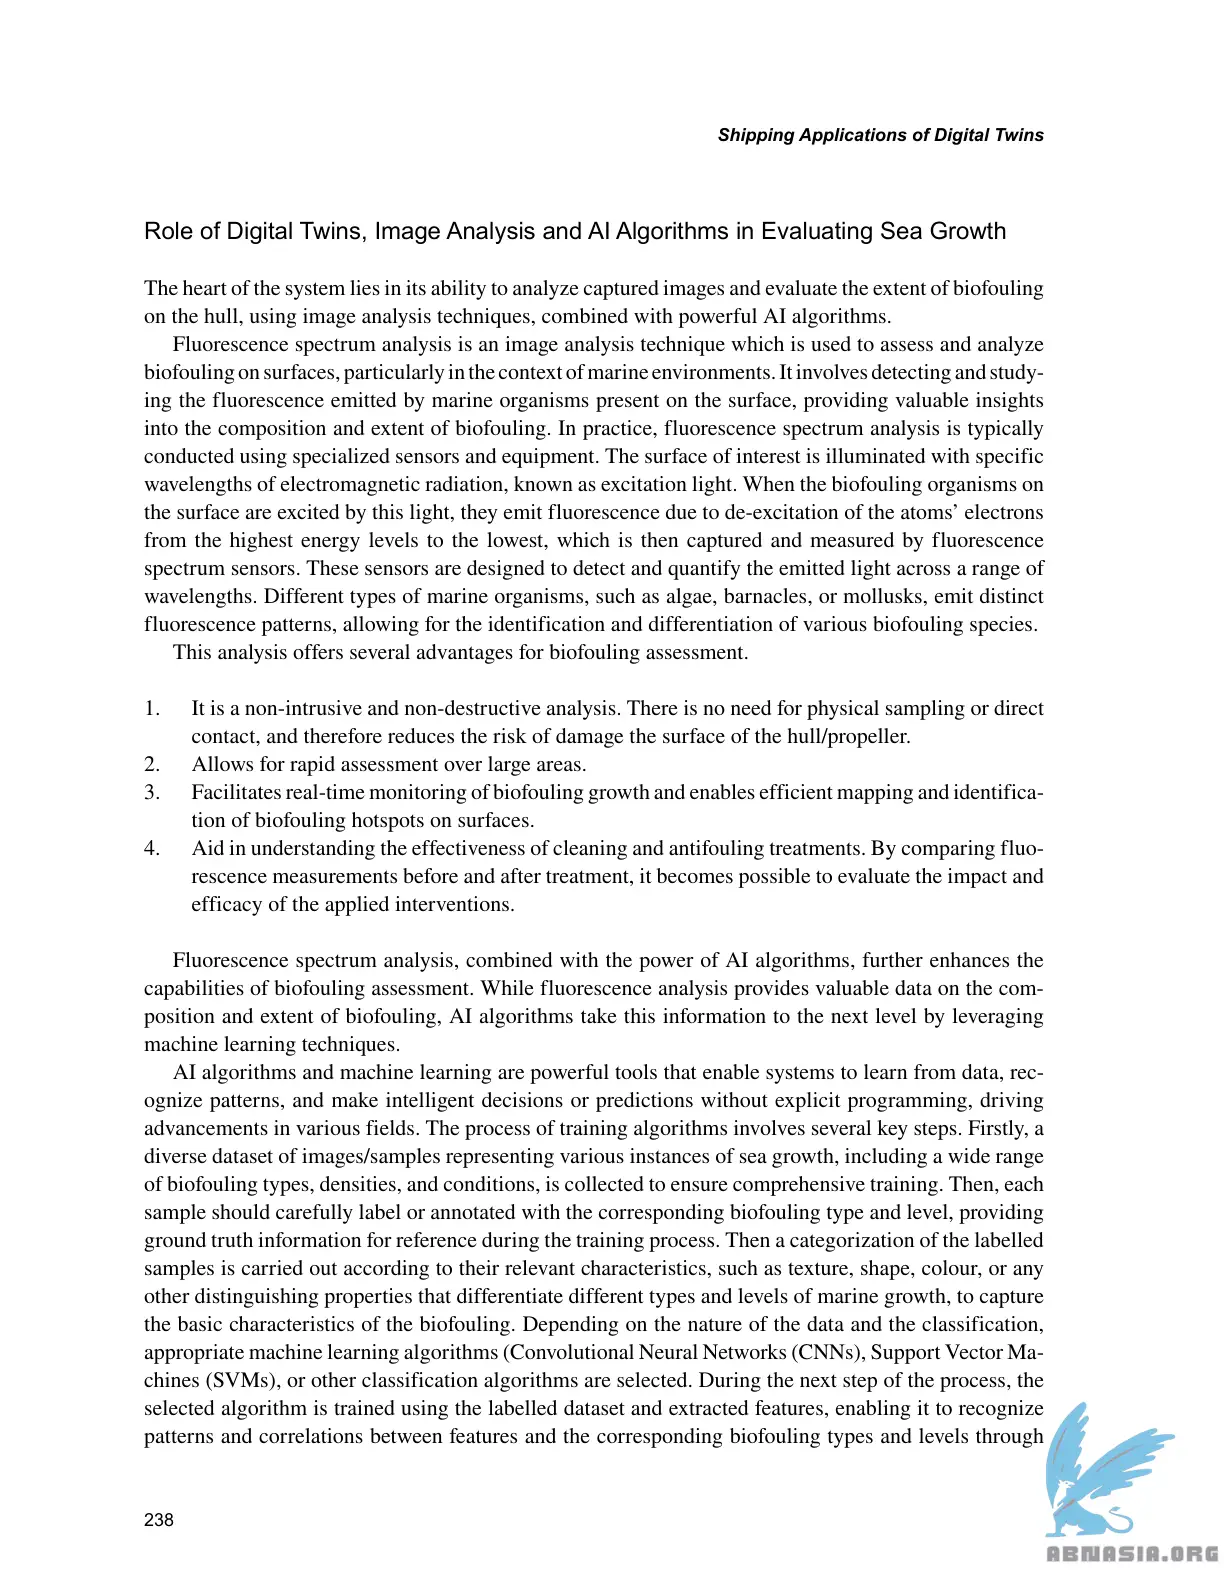 Shipping Applications of Digital Twins
Role of Digital Twins, Image Analysis and AI Algorithms in Evaluating Sea Growth
The heart of the system lies in its ability to analyze captured images and evaluate the extent of biofouling
on the hull, using image analysis techniques, combined with powerful AI algorithms.
Fluorescence spectrum analysis is an image analysis technique which is used to assess and analyze
biofouling on surfaces, particularly in the context of marine environments. It involves detecting and study-
ing the fluorescence emitted by marine organisms present on the surface, providing valuable insights
into the composition and extent of biofouling. In practice, fluorescence spectrum analysis is typically
conducted using specialized sensors and equipment. The surface of interest is illuminated with specific
wavelengths of electromagnetic radiation, known as excitation light. When the biofouling organisms on
the surface are excited by this light, they emit fluorescence due to de-excitation of the atoms’ electrons
from the highest energy levels to the lowest, which is then captured and measured by fluorescence
spectrum sensors. These sensors are designed to detect and quantify the emitted light across a range of
wavelengths. Different types of marine organisms, such as algae, barnacles, or mollusks, emit distinct
fluorescence patterns, allowing for the identification and differentiation of various biofouling species.
This analysis offers several advantages for biofouling assessment.
1. It is a non-intrusive and non-destructive analysis. There is no need for physical sampling or direct
contact, and therefore reduces the risk of damage the surface of the hull/propeller.
2. Allows for rapid assessment over large areas.
3. Facilitates real-time monitoring of biofouling growth and enables efficient mapping and identifica-
tion of biofouling hotspots on surfaces.
4. Aid in understanding the effectiveness of cleaning and antifouling treatments. By comparing fluo-
rescence measurements before and after treatment, it becomes possible to evaluate the impact and
efficacy of the applied interventions.
Fluorescence spectrum analysis, combined with the power of AI algorithms, further enhances the
capabilities of biofouling assessment. While fluorescence analysis provides valuable data on the com-
position and extent of biofouling, AI algorithms take this information to the next level by leveraging
machine learning techniques.
AI algorithms and machine learning are powerful tools that enable systems to learn from data, rec-
ognize patterns, and make intelligent decisions or predictions without explicit programming, driving
advancements in various fields. The process of training algorithms involves several key steps. Firstly, a
diverse dataset of images/samples representing various instances of sea growth, including a wide range
of biofouling types, densities, and conditions, is collected to ensure comprehensive training. Then, each
sample should carefully label or annotated with the corresponding biofouling type and level, providing
ground truth information for reference during the training process. Then a categorization of the labelled
samples is carried out according to their relevant characteristics, such as texture, shape, colour, or any
other distinguishing properties that differentiate different types and levels of marine growth, to capture
the basic characteristics of the biofouling. Depending on the nature of the data and the classification,
appropriate machine learning algorithms (Convolutional Neural Networks (CNNs), Support Vector Ma-
chines (SVMs), or other classification algorithms are selected. During the next step of the process, the
selected algorithm is trained using the labelled dataset and extracted features, enabling it to recognize
patterns and correlations between features and the corresponding biofouling types and levels through
238
ABNASIA.ORG